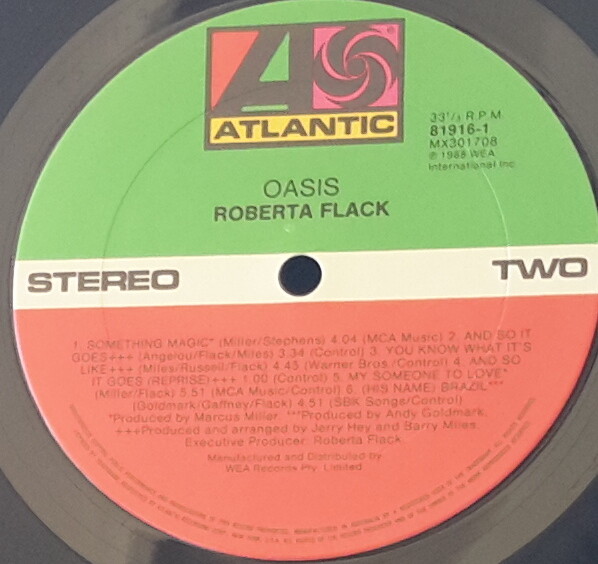 ATLANTIC
33⅓ R.P.M.
81916-1
MX301708
℗ 1988 WEA
International Inc.
OASIS
ROBERTA FLACK
STEREO
TWO
1. SOMETHING MAGIC* (Miller/Stephens) 4.04 (MCA Music) 2. AND SO IT
GOES+++ (Angelou/Flack/Miles) 3.34 (Control) 3. YOU KNOW WHAT IT'S
LIKE+++ (Miles/Russell/Flack) 4.43 (Warner Bros./Control) 4. AND SO
IT GOES (REPRISE)+++ 1.00 (Control) 5. MY SOMEONE TO LOVE*
(Miller/Flack) 5.51 (MCA Music/Control) 6. (HIS NAME) BRAZIL***
(Goldmark/Gaffney/Flack) 4.51 (SBK Songs/Control)
*Produced by Marcus Miller. ***Produced by Andy Goldmark.
+++Produced and arranged by Jerry Hey and Barry Miles.
Executive Producer: Roberta Flack.
Manufactured and Distributed by
WEA Records Pty. Limited